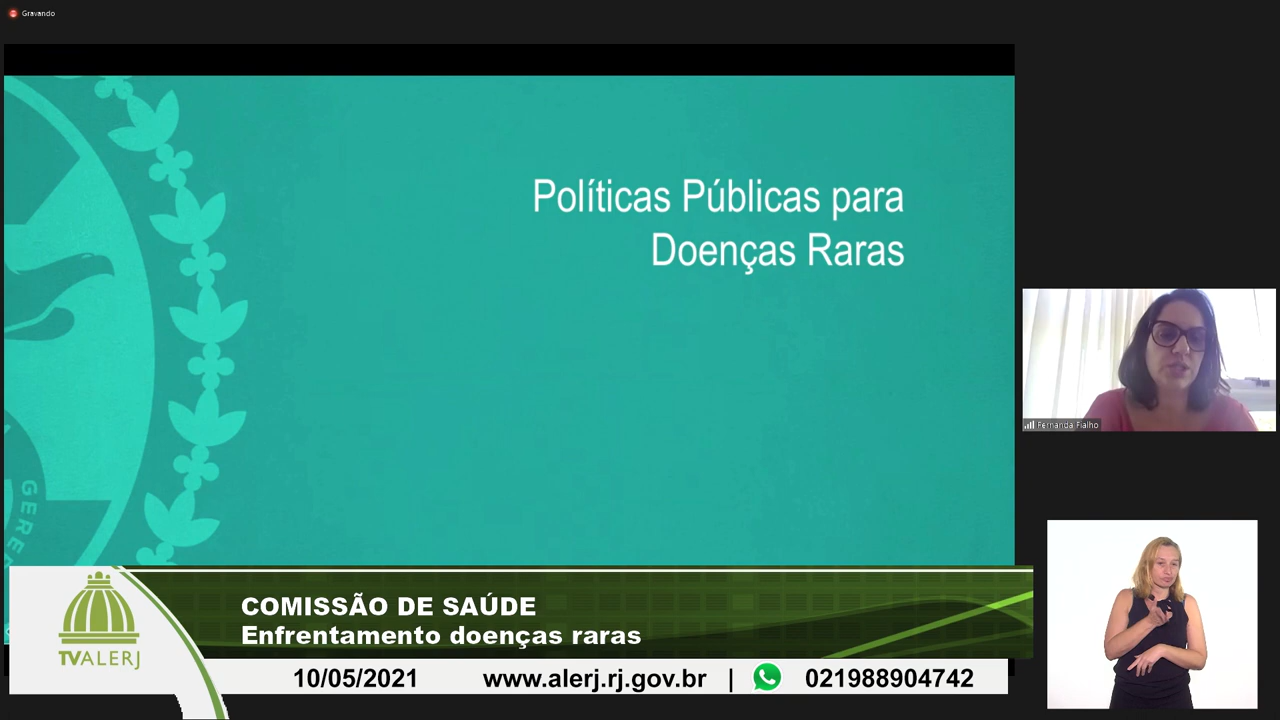 Gravando
Políticas Públicas para
Doenças Raras
Fernanda Fialho
COMISSÃO DE SAÚDE
Enfrentamento doenças raras
TVALERJ
10/05/2021 www.alerj.rj.gov.br | 021988904742